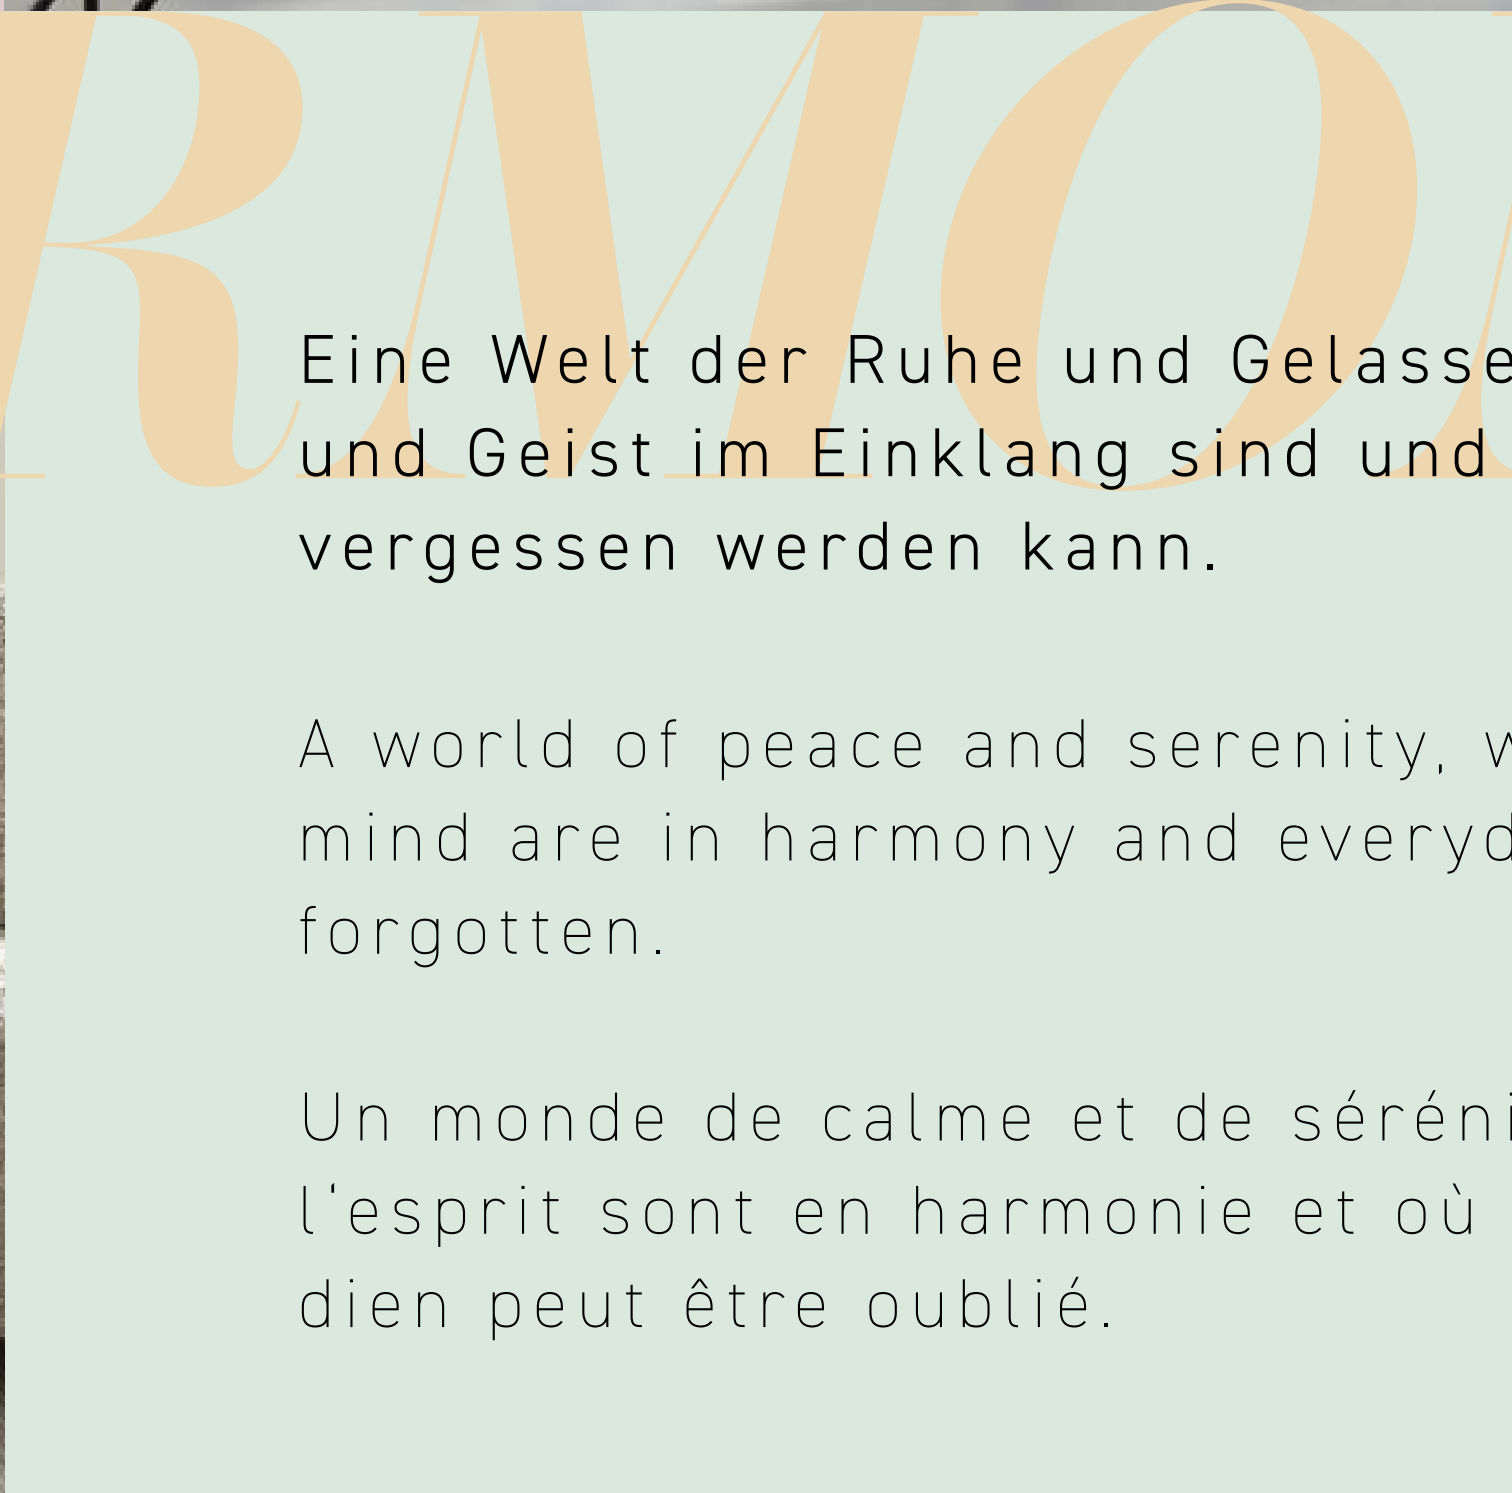 RMO
Eine Welt der Ruhe und
und Geist im Einklang sind und
vergessen werden kann.
A world of peace and serenity,
mind are in harmony and
forgotten.
Un monde de calme et de
l‘esprit sont en harmonie et où
dien peut être oublié.